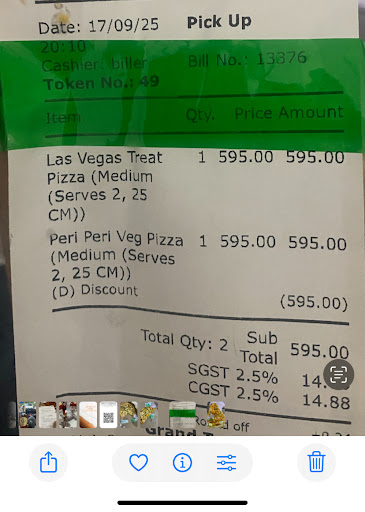 Date: 17/09/25 Pick Up
20:10
Cashier: biller Bill No.: 13876
Token No.: 49
Item Qty. Price Amount
Las Vegas Treat 1 595.00 595.00
Pizza (Medium
(Serves 2, 25
CM))
Peri Peri Veg Pizza 1 595.00 595.00
(Medium (Serves
2, 25 CM))
(D) Discount (595.00)
Total Qty: 2 Sub 595.00
Total
SGST 2.5% 14.
CGST 2.5% 14.88
off
Grand